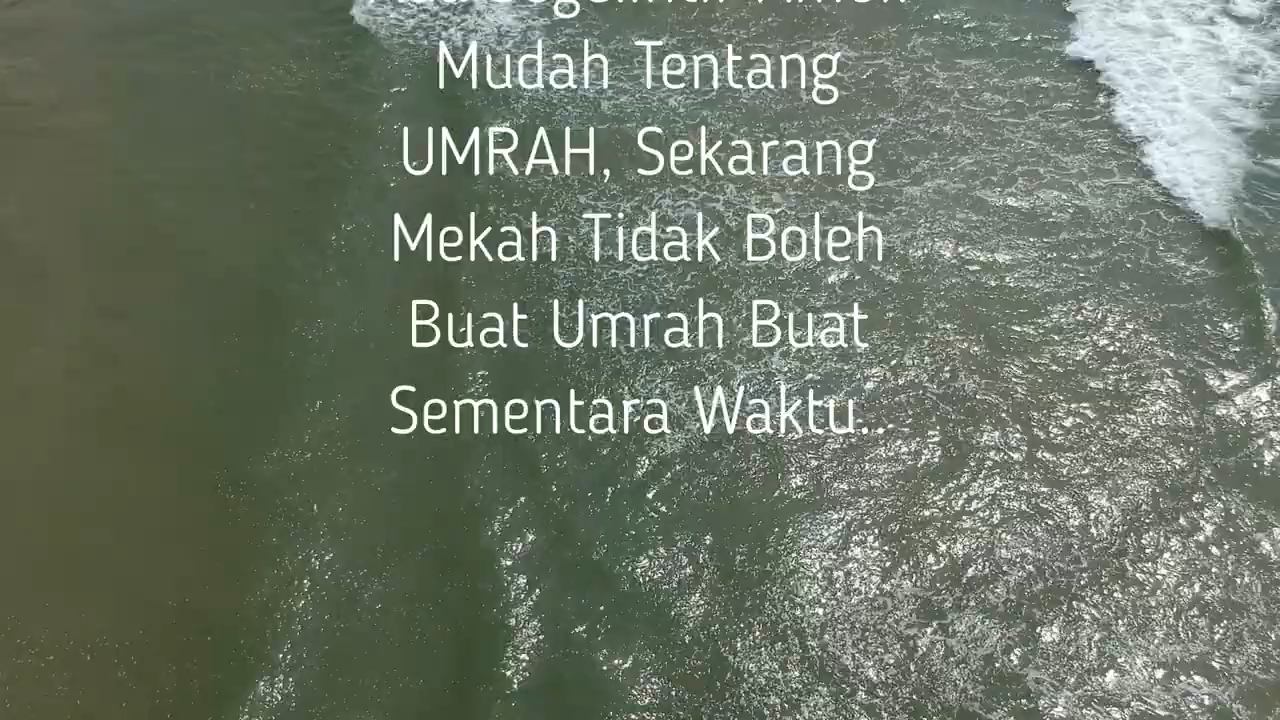 Mudah Tentang
UMRAH, Sekarang
Mekah Tidak Boleh
Buat Umrah Buat
Sementara Waktu...